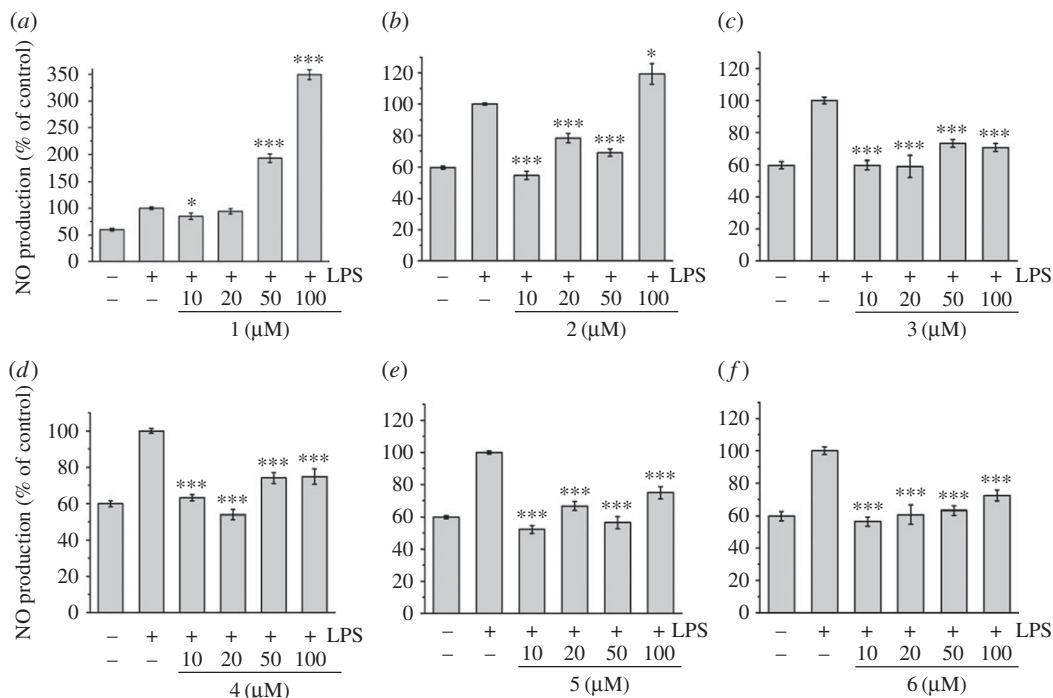 (a)
NO production (% of control)
350
300
250
200
150
100
50
0
*
***
***
– + + + + + LPS
– – 10 20 50 100
1 (µM)
(b)
120
100
80
60
40
20
0
***
***
***
*
– + + + + +
– – 10 20 50 100
2 (µM)
(c)
120
100
80
60
40
20
0
***
***
***
***
– + + + + + LPS
– – 10 20 50 100
3 (µM)
(d)
NO production (% of control)
100
80
60
40
20
0
***
***
***
***
– + + + + +
– – 10 20 50 100
4 (µM)
(e)
120
100
80
60
40
20
0
***
***
***
***
– + + + + + LPS
– – 10 20 50 100
5 (µM)
(f)
120
100
80
60
40
20
0
***
***
***
***
– + + + + + LPS
– – 10 20 50 100
6 (µM)